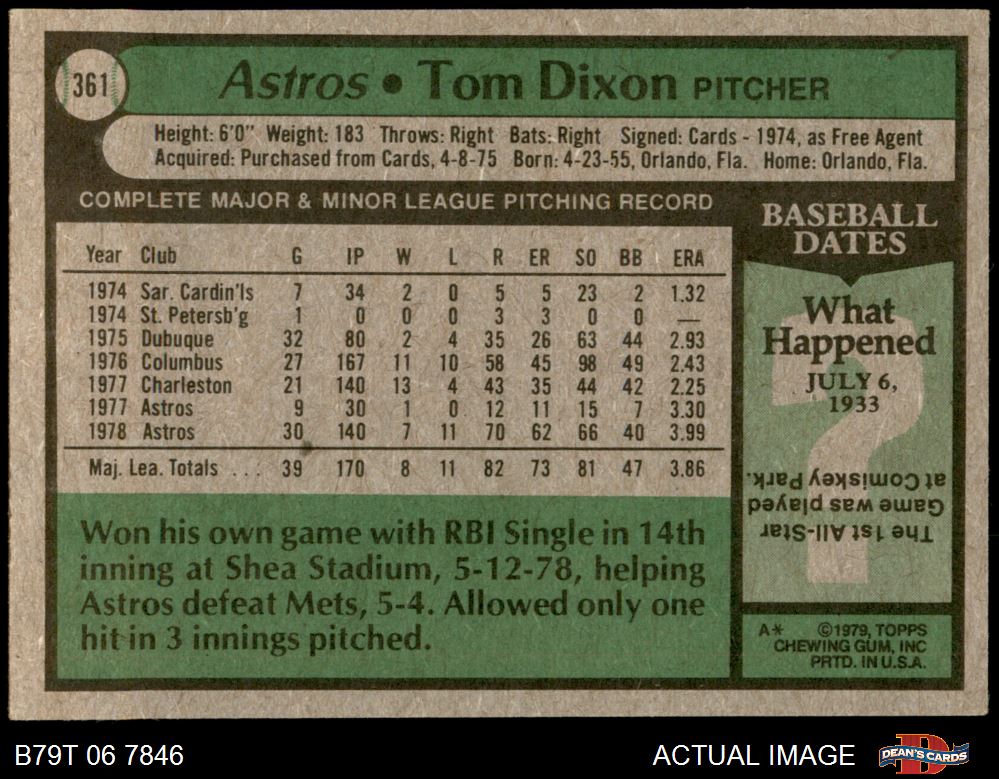 361
Astros • Tom Dixon PITCHER
Height: 6'0" Weight: 183 Throws: Right Bats: Right Signed: Cards - 1974, as Free Agent
Acquired: Purchased from Cards, 4-8-75 Born: 4-23-55, Orlando, Fla. Home: Orlando, Fla.
COMPLETE MAJOR & MINOR LEAGUE PITCHING RECORD
Year Club G IP W L R ER SO BB ERA
1974 Sar. Cardin'ls 7 34 2 0 5 5 23 2 1.32
1974 St. Petersb'g 1 0 0 0 3 3 0 0 —
1975 Dubuque 32 80 2 4 35 26 63 44 2.93
1976 Columbus 27 167 11 10 58 45 98 49 2.43
1977 Charleston 21 140 13 4 43 35 44 42 2.25
1977 Astros 9 30 1 0 12 11 15 7 3.30
1978 Astros 30 140 7 11 70 62 66 40 3.99
Maj. Lea. Totals ... 39 170 8 11 82 73 81 47 3.86
Won his own game with RBI Single in 14th
inning at Shea Stadium, 5-12-78, helping
Astros defeat Mets, 5-4. Allowed only one
hit in 3 innings pitched.
BASEBALL
DATES
What
Happened
JULY 6,
1933
The 1st All-Star
Game was played
at Comiskey Park.
A* ©1979, TOPPS
CHEWING GUM, INC
PRTD. IN U.S.A.
B79T 06 7846
ACTUAL IMAGE
DEAN'S CARDS